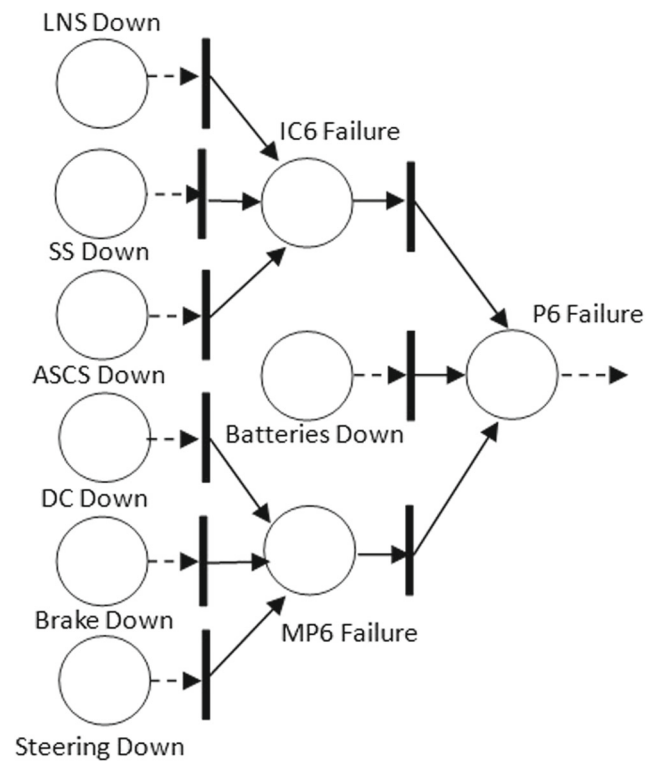 LNS Down
IC6 Failure
SS Down
P6 Failure
ASCS Down
Batteries Down
DC Down
Brake Down
MP6 Failure
Steering Down